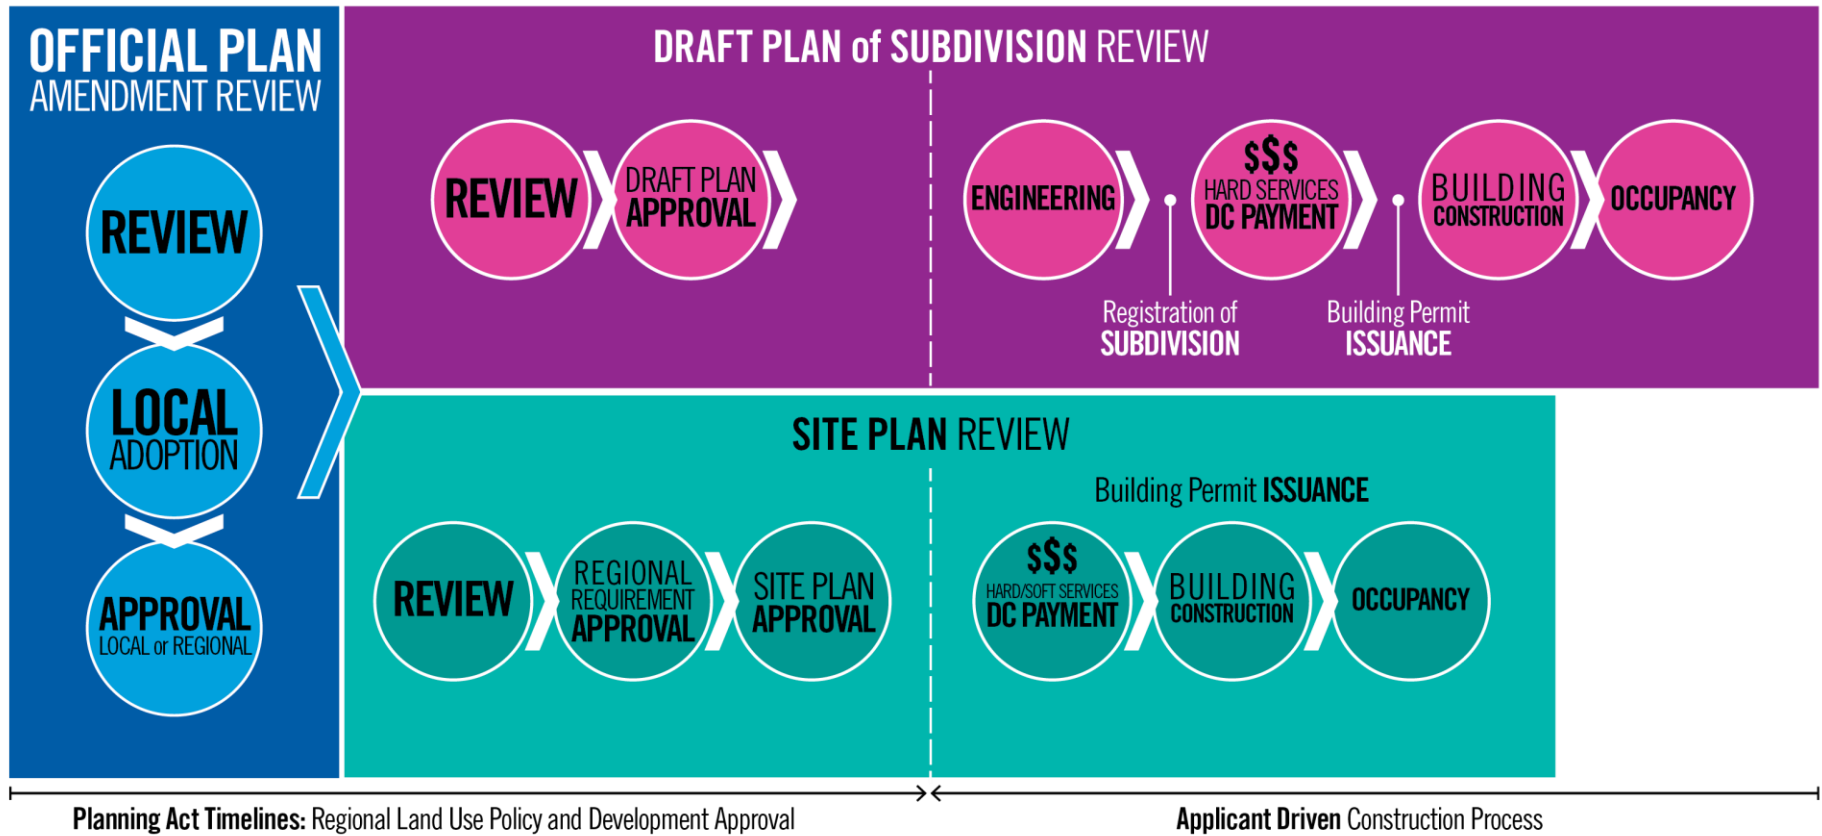 OFFICIAL PLAN
AMENDMENT REVIEW
REVIEW
LOCAL
ADOPTION
APPROVAL
LOCAL or REGIONAL
DRAFT PLAN of SUBDIVISION REVIEW
REVIEW
DRAFT PLAN
APPROVAL
ENGINEERING
Registration of
SUBDIVISION
$$$
HARD SERVICES
DC PAYMENT
Building Permit
ISSUANCE
BUILDING
CONSTRUCTION
OCCUPANCY
SITE PLAN REVIEW
REVIEW
REGIONAL
REQUIREMENT
APPROVAL
SITE PLAN
APPROVAL
Building Permit ISSUANCE
$$$
HARD/SOFT SERVICES
DC PAYMENT
BUILDING
CONSTRUCTION
OCCUPANCY
Planning Act Timelines: Regional Land Use Policy and Development Approval
Applicant Driven Construction Process